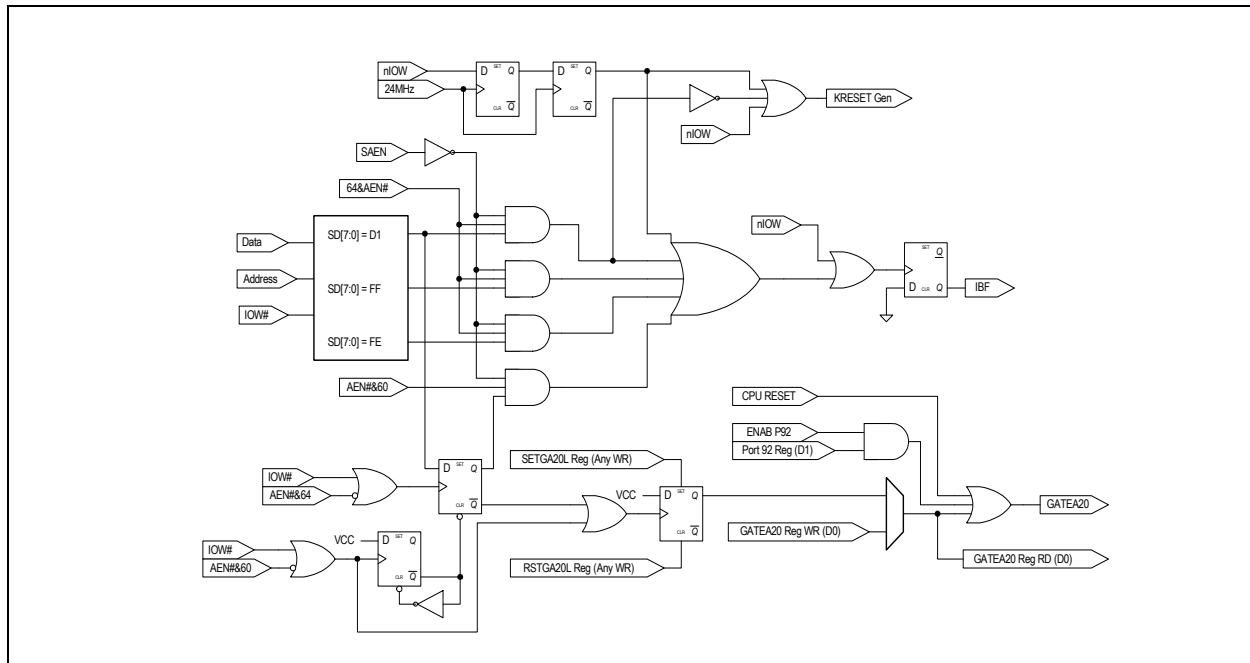 nIOW
24MHz
D SET Q
CLR Q
D SET Q
CLR Q
KRESET Gen
nIOW
SAEN
64&AEN#
Data
Address
IOW#
SD[7:0] = D1
SD[7:0] = FF
SD[7:0] = FE
AEN#&60
nIOW
SET Q
D CLR Q
IBF
CPU RESET
ENAB P92
Port 92 Reg (D1)
IOW#
AEN#&64
D SET Q
CLR Q
SETGA20L Reg (Any WR)
VCC
D SET Q
CLR Q
RSTGA20L Reg (Any WR)
GATEA20
GATEA20 Reg WR (D0)
GATEA20 Reg RD (D0)
IOW#
AEN#&60
VCC
D SET Q
CLR Q